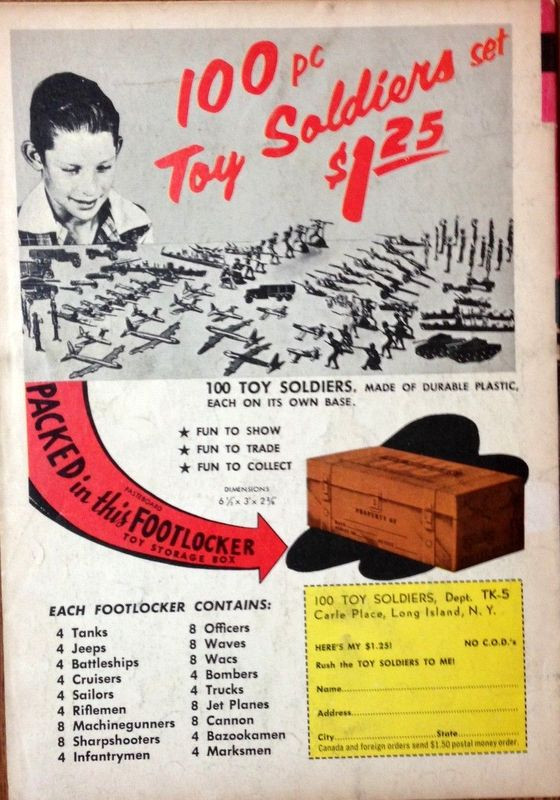 100 pc
Toy Soldiers set
$1.25
100 TOY SOLDIERS, MADE OF DURABLE PLASTIC,
EACH ON ITS OWN BASE.
★ FUN TO SHOW
★ FUN TO TRADE
★ FUN TO COLLECT
DIMENSIONS
PACKED in this FOOTLOCKER
PASTEBOARD
TOY STORAGE BOX
PROPERTY OF
EACH FOOTLOCKER CONTAINS:
4 Tanks
4 Jeeps
4 Battleships
4 Cruisers
4 Sailors
4 Riflemen
8 Machinegunners
8 Sharpshooters
4 Infantrymen
8 Officers
8 Waves
8 Wacs
4 Bombers
4 Trucks
8 Jet Planes
8 Cannon
4 Bazookamen
4 Marksmen
100 TOY SOLDIERS, Dept. TK-5
Carle Place, Long Island, N. Y.
HERE'S MY $1.25! NO C.O.D.'s
Rush the TOY SOLDIERS TO ME!
Name
Address
City State
Canada and foreign orders send $1.50 postal money order.